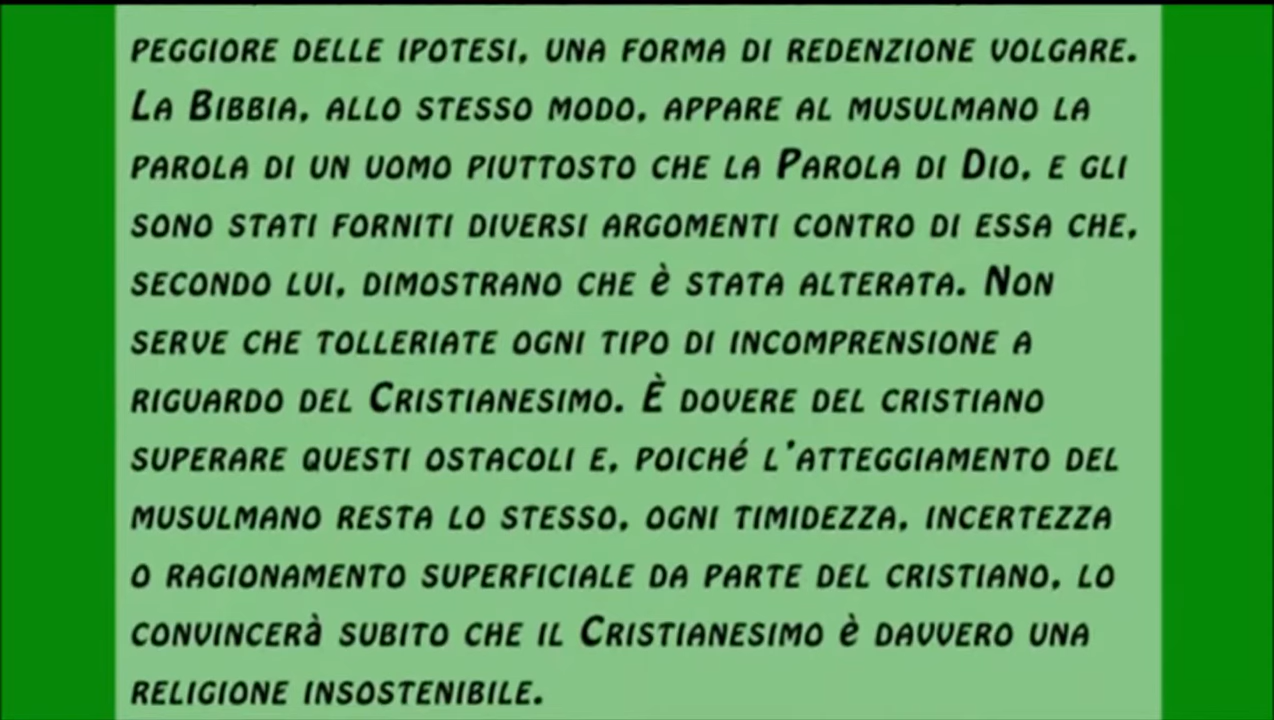 peggiore delle ipotesi, una forma di redenzione volgare.
La Bibbia, allo stesso modo, appare al musulmano la
parola di un uomo piuttosto che la Parola di Dio, e gli
sono stati forniti diversi argomenti contro di essa che,
secondo lui, dimostrano che è stata alterata. Non
serve che tolleriate ogni tipo di incomprensione a
riguardo del Cristianesimo. È dovere del cristiano
superare questi ostacoli e, poiché l'atteggiamento del
musulmano resta lo stesso, ogni timidezza, incertezza
o ragionamento superficiale da parte del cristiano, lo
convincerà subito che il Cristianesimo è davvero una
religione insostenibile.